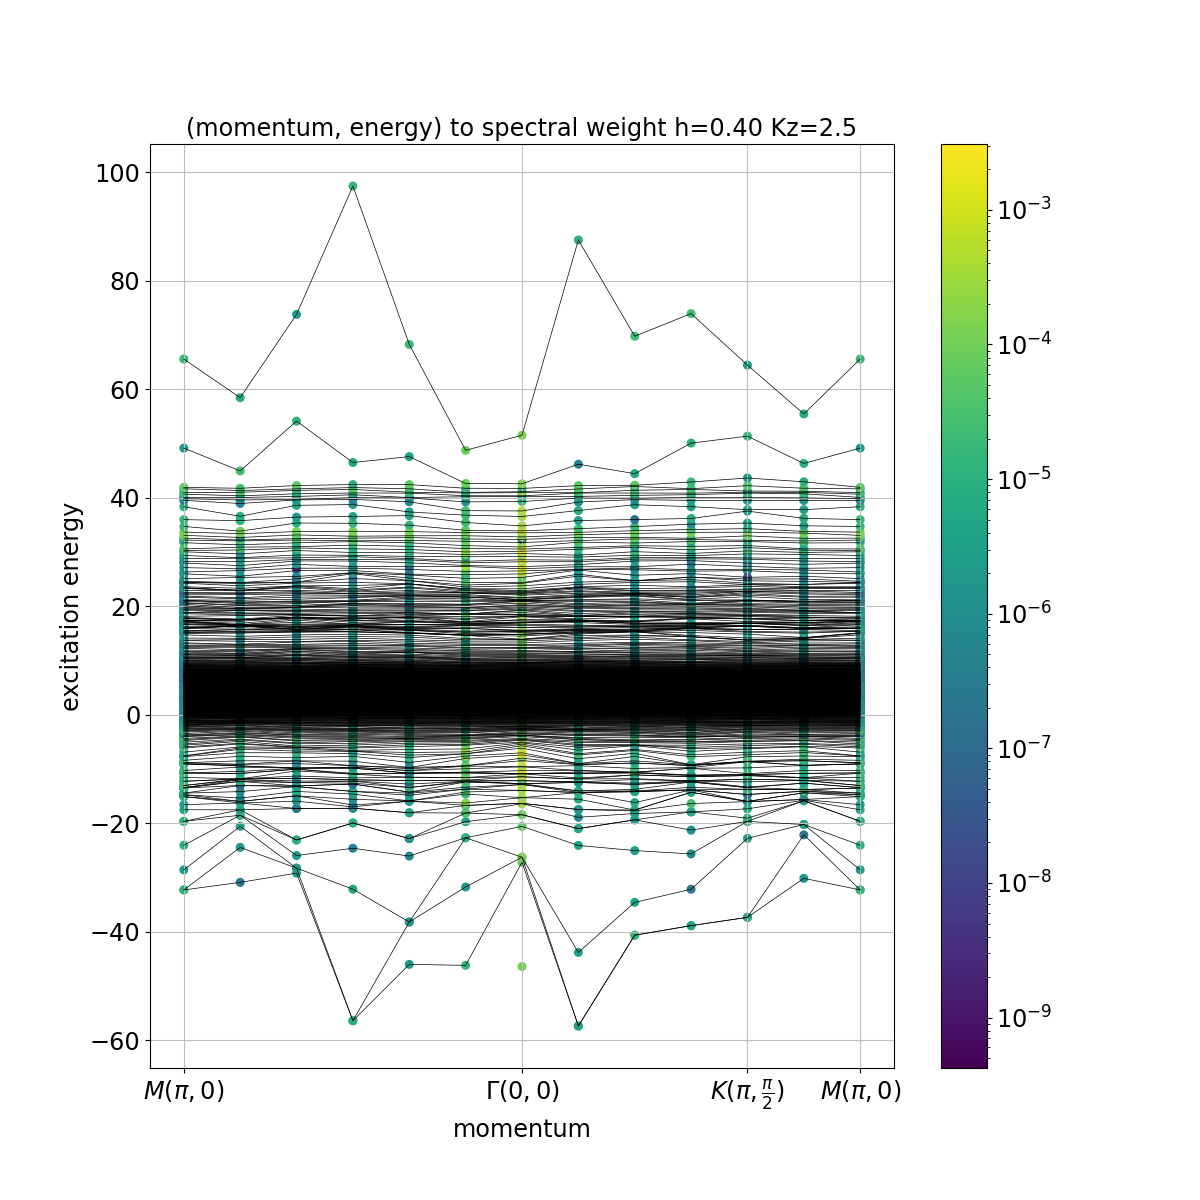 (momentum, energy) to spectral weight h=0.40 Kz=2.5
100
80
60
40
20
0
−20
−40
−60
excitation energy
M(π, 0)
Γ(0, 0)
K(π, π/2)
M(π, 0)
momentum
10⁻³
10⁻⁴
10⁻⁵
10⁻⁶
10⁻⁷
10⁻⁸
10⁻⁹